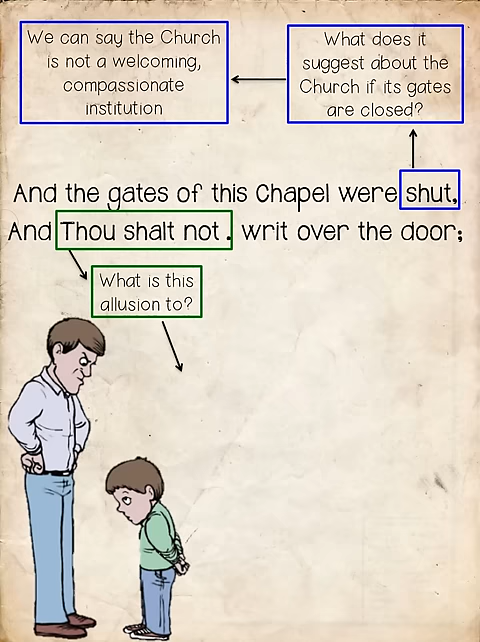 We can say the Church
is not a welcoming,
compassionate
institution
What does it
suggest about the
Church if its gates
are closed?
And the gates of this Chapel were shut,
And Thou shalt not . writ over the door;
What is this
allusion to?